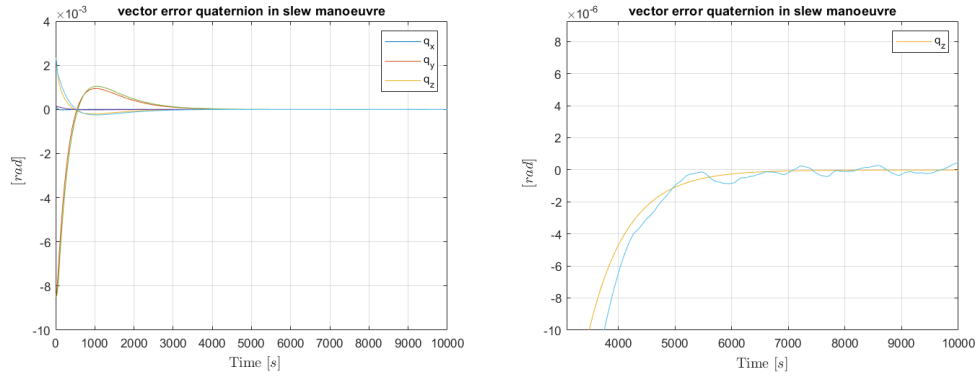 vector error quaternion in slew manoeuvre
×10⁻³
4
2
0
-2
-4
-6
-8
-10
[rad]
q_x
q_y
q_z
0 1000 2000 3000 4000 5000 6000 7000 8000 9000 10000
Time [s]
vector error quaternion in slew manoeuvre
×10⁻⁶
8
6
4
2
0
-2
-4
-6
-8
-10
[rad]
q_z
4000 5000 6000 7000 8000 9000 10000
Time [s]